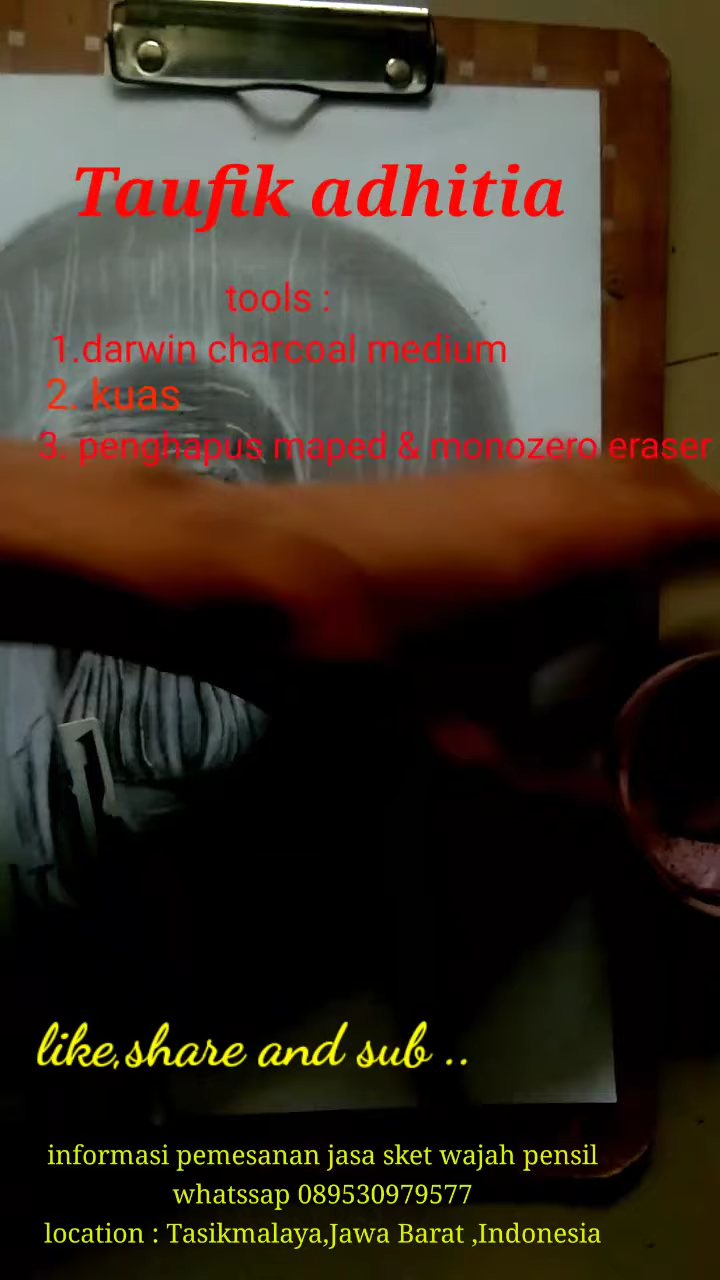 Taufik adhitia
tools :
1.darwin charcoal medium
2. kuas
3. penghapus maped & monozero eraser
like,share and sub ..
informasi pemesanan jasa sket wajah pensil
whatssap 089530979577
location : Tasikmalaya,Jawa Barat ,Indonesia